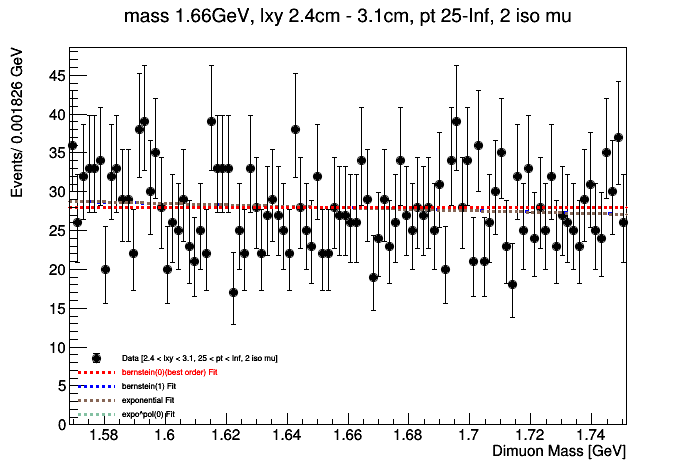 mass 1.66GeV, lxy 2.4cm - 3.1cm, pt 25-Inf, 2 iso mu
Events/ 0.001826 GeV
45
40
35
30
25
20
15
10
5
0
Data [2.4 < lxy < 3.1, 25 < pt < Inf, 2 iso mu]
bernstein(0)(best order) Fit
bernstein(1) Fit
exponential Fit
expo*pol(0) Fit
1.58 1.6 1.62 1.64 1.66 1.68 1.7 1.72 1.74
Dimuon Mass [GeV]